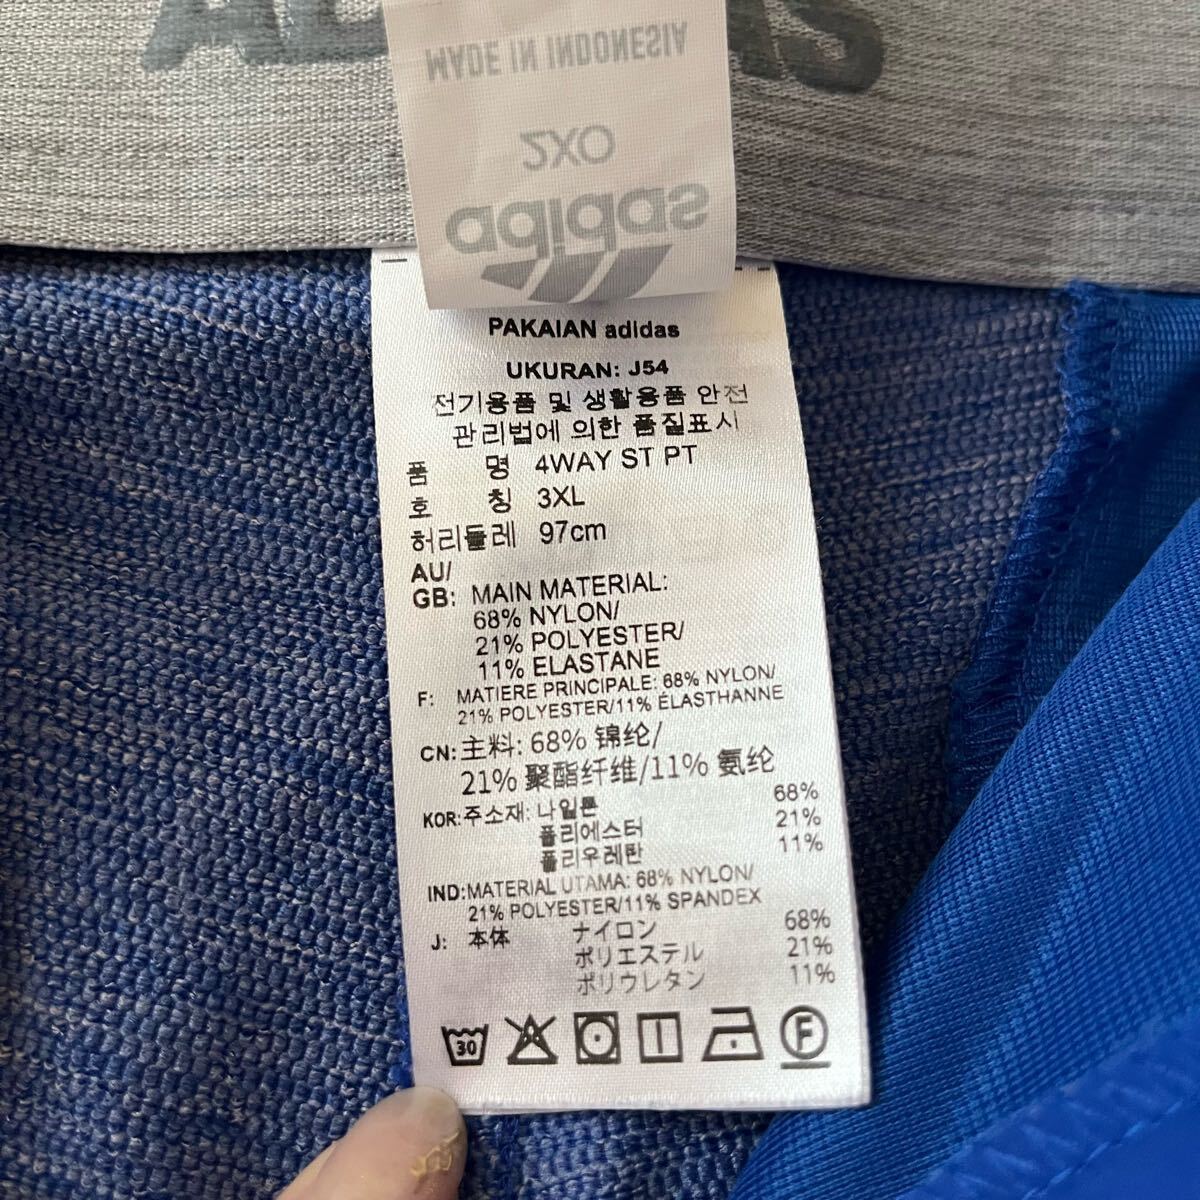 ADIDAS
MADE IN INDONESIA
2XO
adidas
PAKAIAN adidas
UKURAN: J54
전기용품 및 생활용품 안전
관리법에 의한 품질표시
품 명 4WAY ST PT
호 칭 3XL
허리둘레 97cm
AU/
GB: MAIN MATERIAL:
68% NYLON/
21% POLYESTER/
11% ELASTANE
F: MATIERE PRINCIPALE: 68% NYLON/
21% POLYESTER/11% ÉLASTHANNE
CN: 主料: 68% 锦纶/
21% 聚酯纤维/11% 氨纶
KOR: 주소재: 나일론 68%
폴리에스터 21%
폴리우레탄 11%
IND: MATERIAL UTAMA: 68% NYLON/
21% POLYESTER/11% SPANDEX
J: 本体 ナイロン 68%
ポリエステル 21%
ポリウレタン 11%
30 F